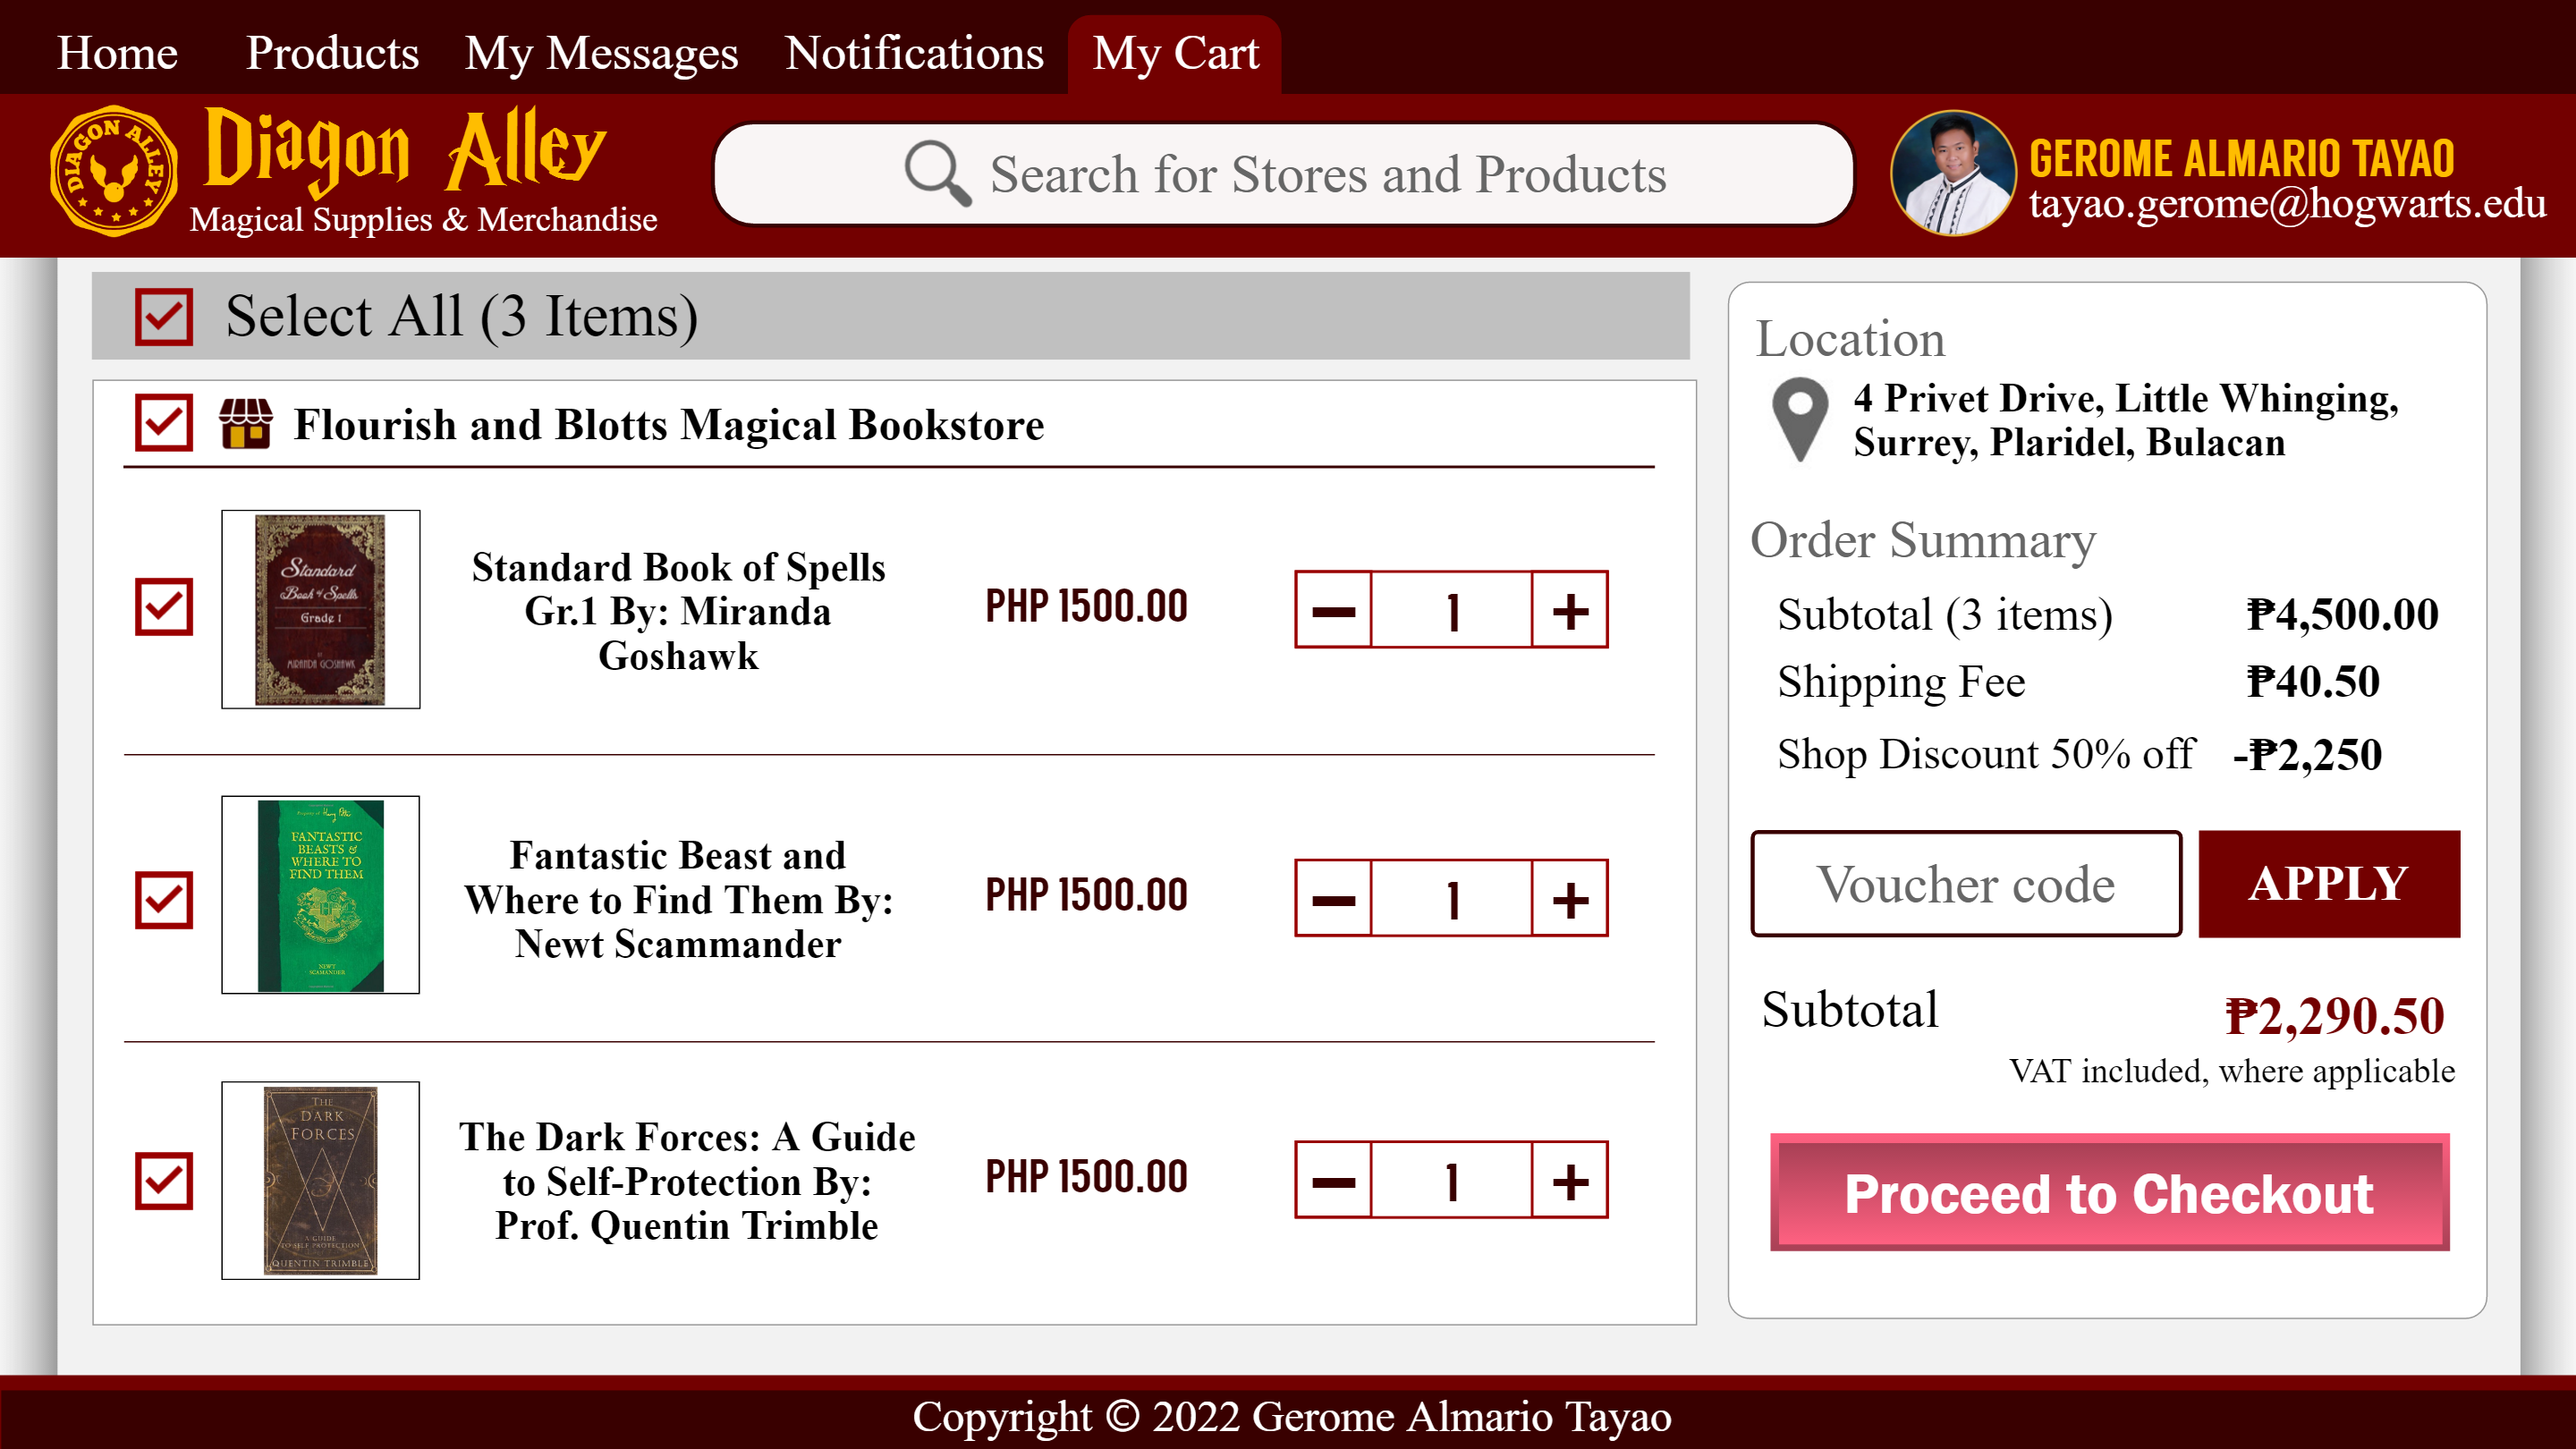 Home Products My Messages Notifications My Cart
DIAGON ALLEY
Diagon Alley
Magical Supplies & Merchandise
Search for Stores and Products
GEROME ALMARIO TAYAO
tayao.gerome@hogwarts.edu
Select All (3 Items)
Flourish and Blotts Magical Bookstore
Standard
Book of Spells
Grade 1
BY
MIRANDA GOSHAWK
Standard Book of Spells
Gr.1 By: Miranda
Goshawk
PHP 1500.00
1
FANTASTIC
BEASTS &
WHERE TO
FIND THEM
NEWT
SCAMANDER
Fantastic Beast and
Where to Find Them By:
Newt Scammander
PHP 1500.00
1
THE
DARK
FORCES
A GUIDE
TO SELF PROTECTION
QUENTIN TRIMBLE
The Dark Forces: A Guide
to Self-Protection By:
Prof. Quentin Trimble
PHP 1500.00
1
Location
4 Privet Drive, Little Whinging,
Surrey, Plaridel, Bulacan
Order Summary
Subtotal (3 items) ₱4,500.00
Shipping Fee ₱40.50
Shop Discount 50% off -₱2,250
Voucher code APPLY
Subtotal ₱2,290.50
VAT included, where applicable
Proceed to Checkout
Copyright © 2022 Gerome Almario Tayao